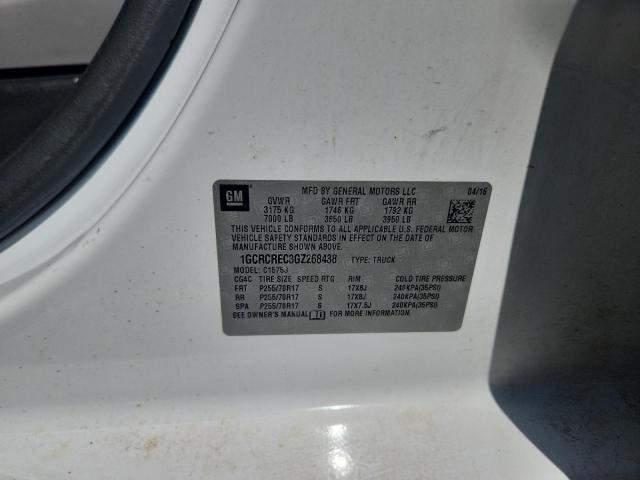 GM
MFD BY GENERAL MOTORS LLC 04/16
GVWR GAWR FRT GAWR RR
3175 KG 1746 KG 1792 KG
7000 LB 3850 LB 3950 LB
THIS VEHICLE CONFORMS TO ALL APPLICABLE U.S. FEDERAL MOTOR
VEHICLE SAFETY STANDARDS IN EFFECT ON THE DATE OF
MANUFACTURE SHOWN ABOVE.
1GCRCREC3GZ268438 TYPE: TRUCK
MODEL: C15753
CG4C TIRE SIZE SPEED RTG RIM COLD TIRE PRESSURE
FRT P255/70R17 S 17X8J 240KPA(35PSI)
RR P255/70R17 S 17X8J 240KPA(35PSI)
SPA P255/70R17 S 17X7.5J 240KPA(35PSI)
SEE OWNER'S MANUAL